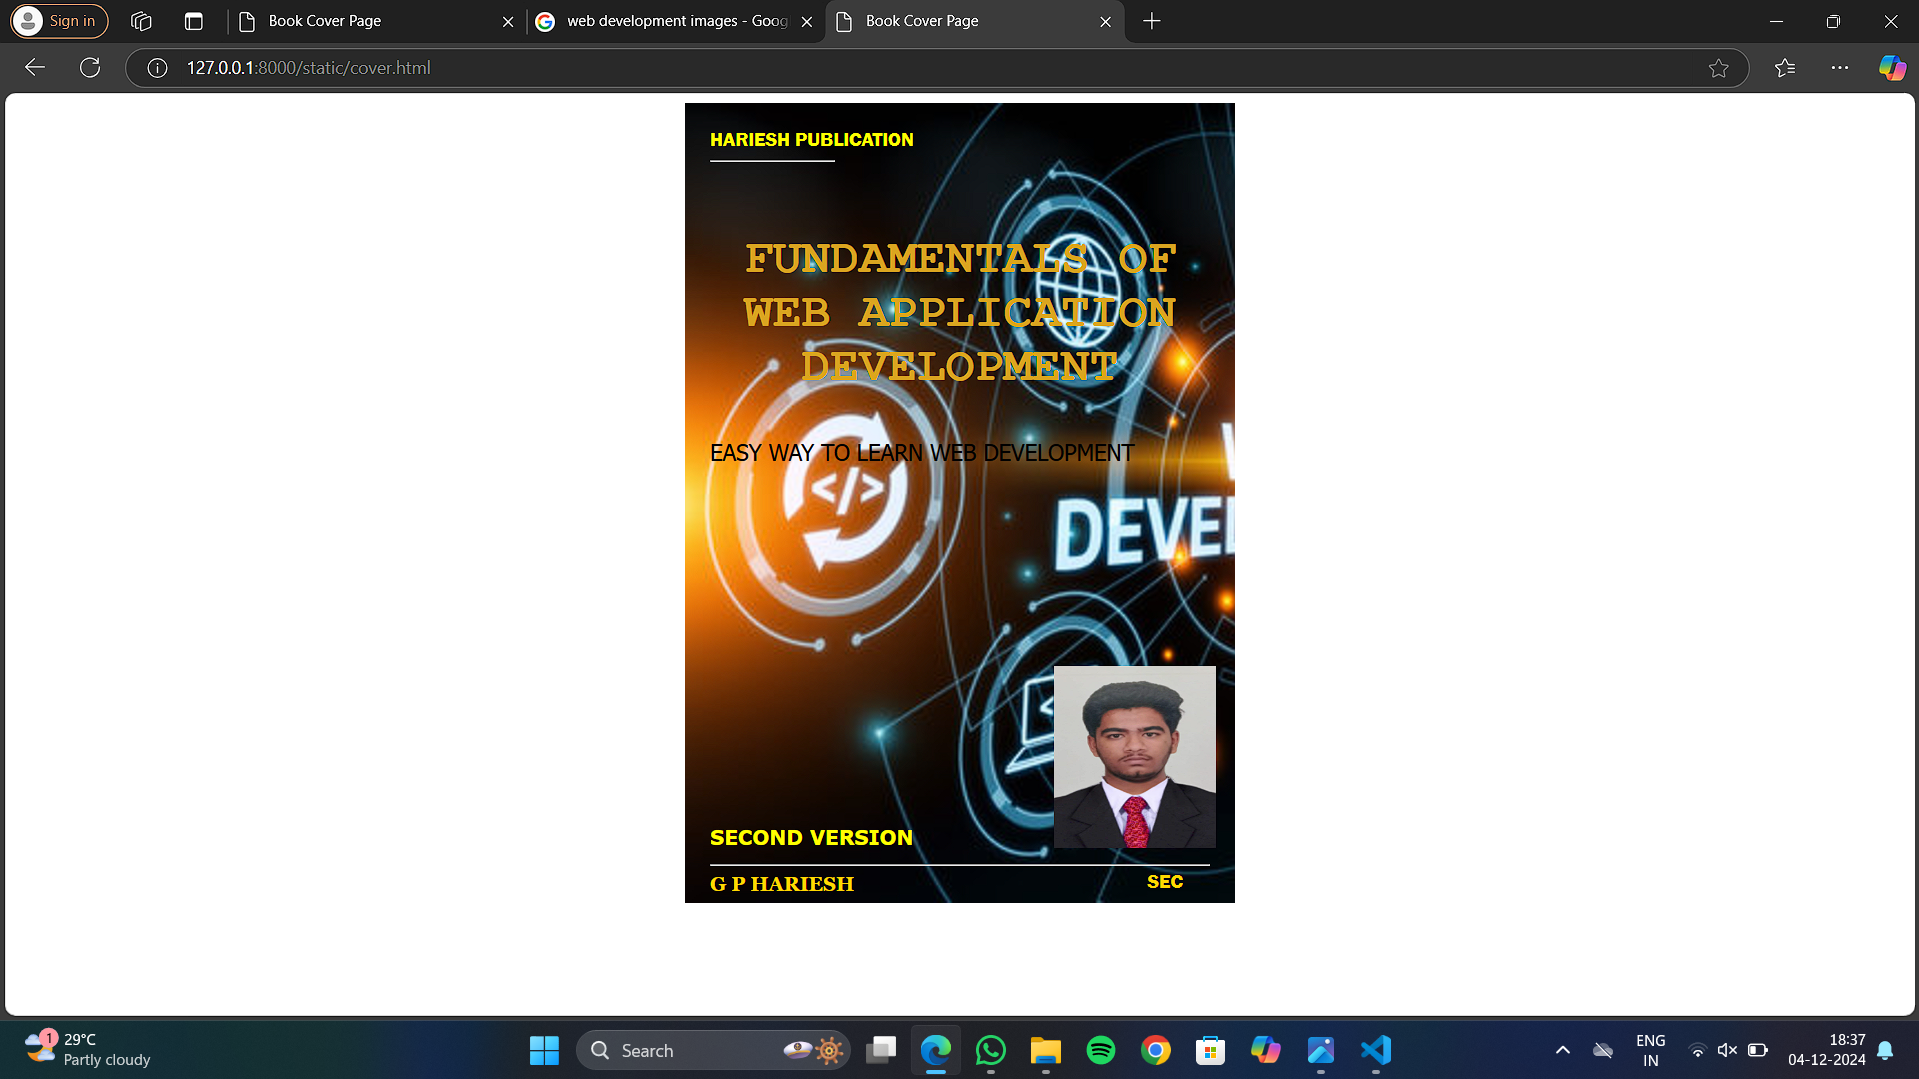 Sign in
Book Cover Page
web development images - Goog
Book Cover Page
127.0.0.1:8000/static/cover.html
HARIESH PUBLICATION
FUNDAMENTALS OF
WEB APPLICATION
DEVELOPMENT
EASY WAY TO LEARN WEB DEVELOPMENT
</>
DEVEL
SECOND VERSION
G P HARIESH
SEC
1
29°C
Partly cloudy
Search
ENG
IN
18:37
04-12-2024